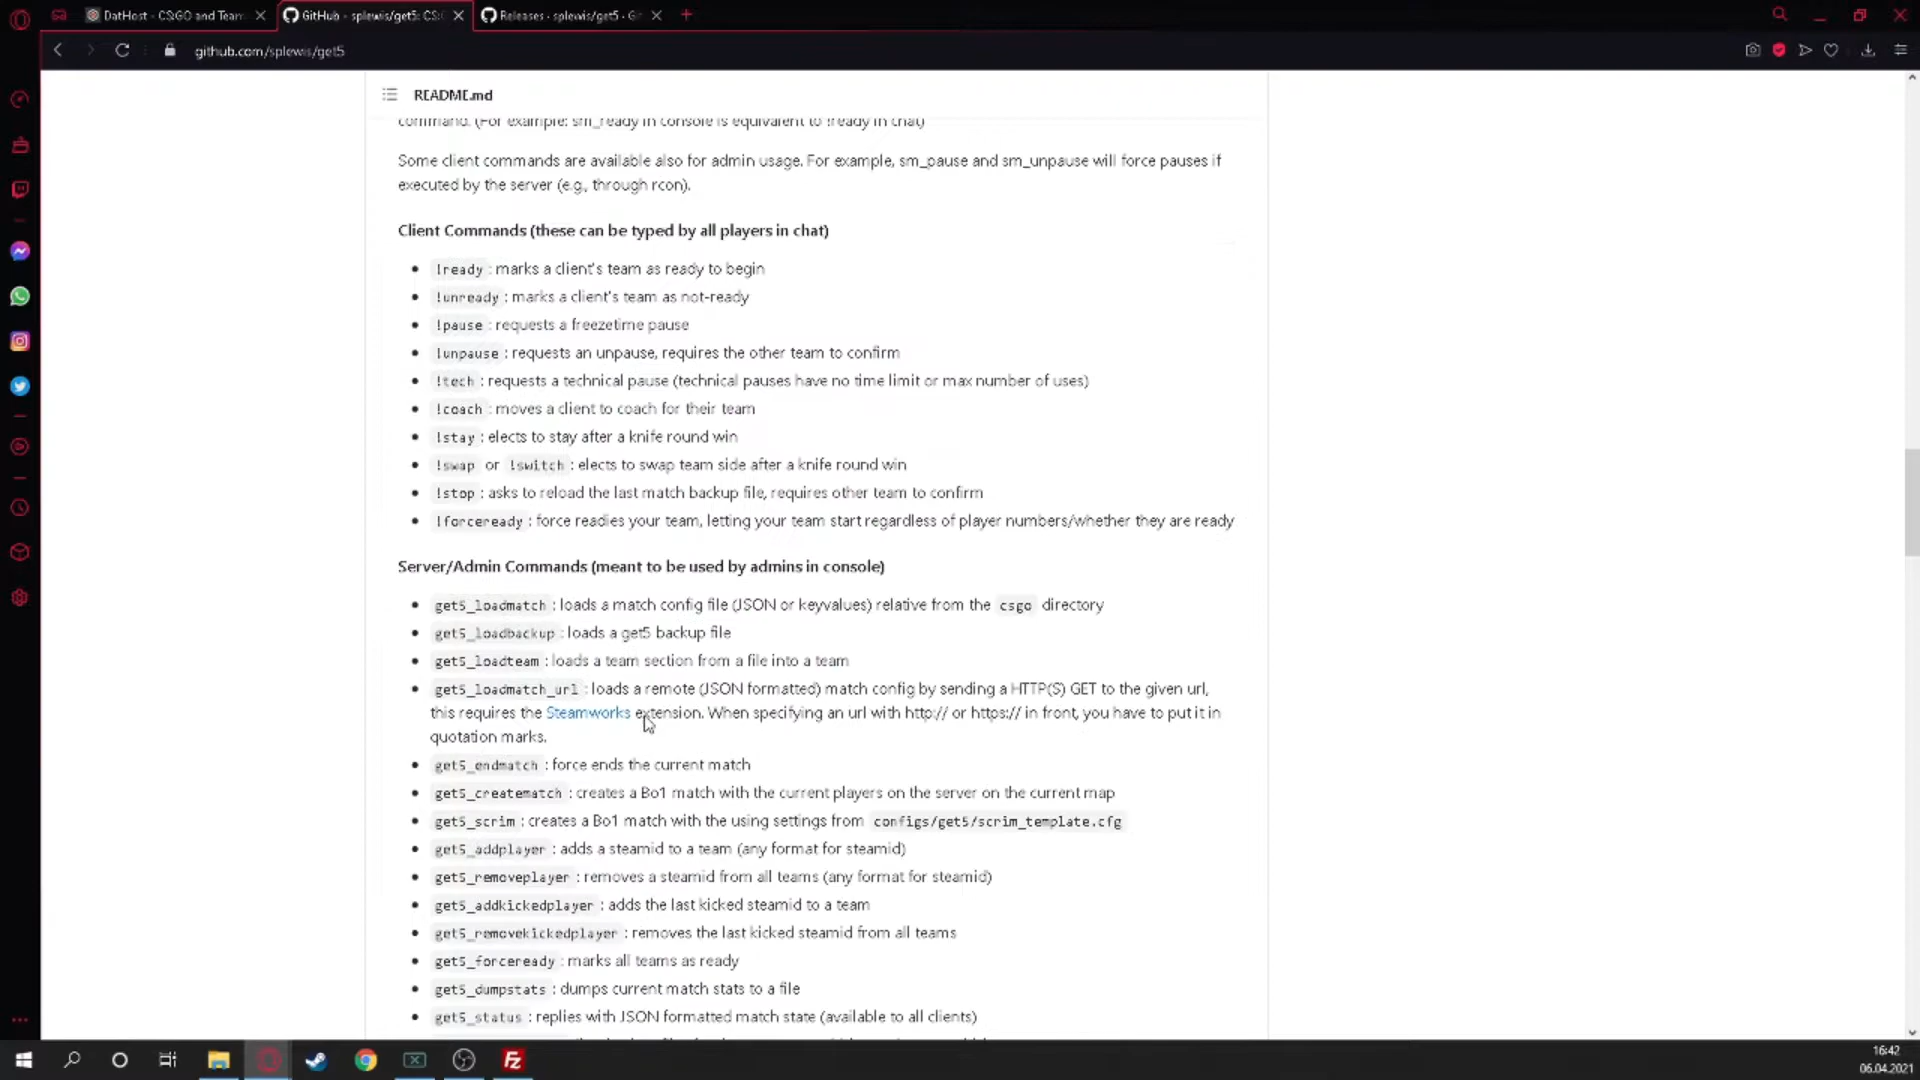 DatHost - CS:GO and Team
GitHub - splewis/get5: CS:
Releases · splewis/get5 · Gi
github.com/splewis/get5
README.md
command. (For example: sm_ready in console is equivalent to !ready in chat)
Some client commands are available also for admin usage. For example, sm_pause and sm_unpause will force pauses if
executed by the server (e.g., through rcon).
Client Commands (these can be typed by all players in chat)
!ready : marks a client's team as ready to begin
!unready : marks a client's team as not-ready
!pause : requests a freezetime pause
!unpause : requests an unpause, requires the other team to confirm
!tech : requests a technical pause (technical pauses have no time limit or max number of uses)
!coach : moves a client to coach for their team
!stay : elects to stay after a knife round win
!swap or !switch : elects to swap team side after a knife round win
!stop : asks to reload the last match backup file, requires other team to confirm
!forceready : force readies your team, letting your team start regardless of player numbers/whether they are ready
Server/Admin Commands (meant to be used by admins in console)
get5_loadmatch : loads a match config file (JSON or keyvalues) relative from the csgo directory
get5_loadbackup : loads a get5 backup file
get5_loadteam : loads a team section from a file into a team
get5_loadmatch_url : loads a remote (JSON formatted) match config by sending a HTTP(S) GET to the given url,
this requires the Steamworks extension. When specifying an url with http:// or https:// in front, you have to put it in
quotation marks.
get5_endmatch : force ends the current match
get5_creatematch : creates a Bo1 match with the current players on the server on the current map
get5_scrim : creates a Bo1 match with the using settings from configs/get5/scrim_template.cfg
get5_addplayer : adds a steamid to a team (any format for steamid)
get5_removeplayer : removes a steamid from all teams (any format for steamid)
get5_addkickedplayer : adds the last kicked steamid to a team
get5_removekickedplayer : removes the last kicked steamid from all teams
get5_forceready : marks all teams as ready
get5_dumpstats : dumps current match stats to a file
get5_status : replies with JSON formatted match state (available to all clients)
16:42
06.04.2021